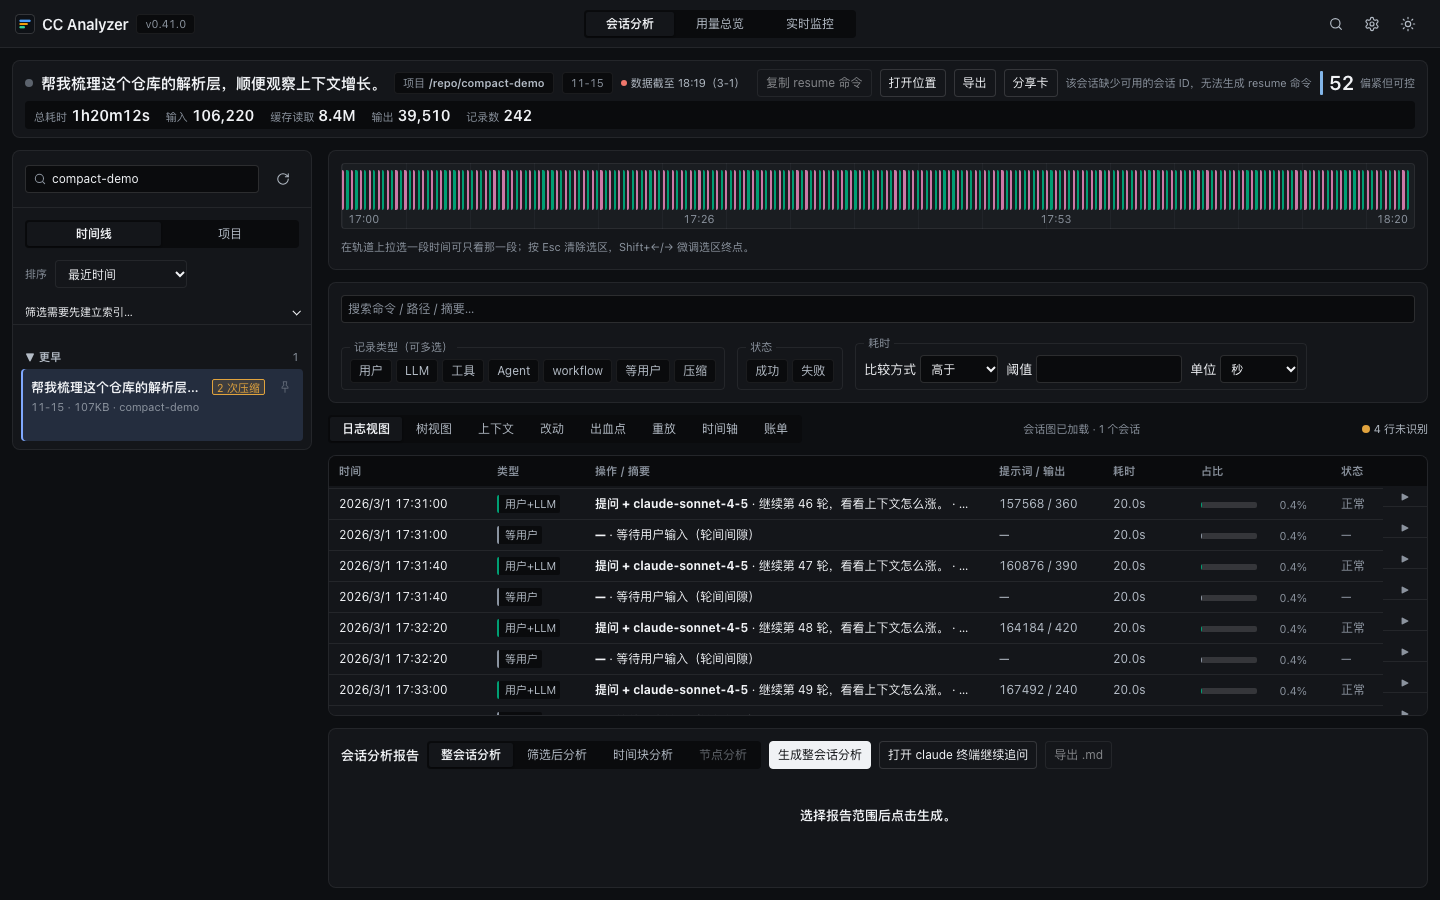 CC Analyzer v0.41.0 会话分析 用量总览 实时监控
帮我梳理这个仓库的解析层，顺便观察上下文增长。 项目 /repo/compact-demo 11-15 数据截至 18:19（3-1） 复制 resume 命令 打开位置 导出 分享卡 该会话缺少可用的会话 ID，无法生成 resume 命令 52 偏紧但可控
总耗时 1h20m12s 输入 106,220 缓存读取 8.4M 输出 39,510 记录数 242
compact-demo
时间线 项目
排序 最近时间
筛选需要先建立索引...
▼ 更早 1
帮我梳理这个仓库的解析层... 2 次压缩
11-15 · 107KB · compact-demo
17:00 17:26 17:53 18:20
在轨道上拉选一段时间可只看那一段；按 Esc 清除选区，Shift+←/→ 微调选区终点。
搜索命令 / 路径 / 摘要...
记录类型（可多选） 状态 耗时
用户 LLM 工具 Agent workflow 等用户 压缩 成功 失败 比较方式 高于 阈值 单位 秒
日志视图 树视图 上下文 改动 出血点 重放 时间轴 账单 会话图已加载 · 1 个会话 4 行未识别
时间 类型 操作 / 摘要 提示词 / 输出 耗时 占比 状态
2026/3/1 17:31:00 用户+LLM 提问 + claude-sonnet-4-5 · 继续第 46 轮，看看上下文怎么涨。 · ... 157568 / 360 20.0s 0.4% 正常 ▶
2026/3/1 17:31:00 等用户 — · 等待用户输入（轮间间隙） — 20.0s 0.4% — ▶
2026/3/1 17:31:40 用户+LLM 提问 + claude-sonnet-4-5 · 继续第 47 轮，看看上下文怎么涨。 · ... 160876 / 390 20.0s 0.4% 正常 ▶
2026/3/1 17:31:40 等用户 — · 等待用户输入（轮间间隙） — 20.0s 0.4% — ▶
2026/3/1 17:32:20 用户+LLM 提问 + claude-sonnet-4-5 · 继续第 48 轮，看看上下文怎么涨。 · ... 164184 / 420 20.0s 0.4% 正常 ▶
2026/3/1 17:32:20 等用户 — · 等待用户输入（轮间间隙） — 20.0s 0.4% — ▶
2026/3/1 17:33:00 用户+LLM 提问 + claude-sonnet-4-5 · 继续第 49 轮，看看上下文怎么涨。 · ... 167492 / 240 20.0s 0.4% 正常 ▶
会话分析报告 整会话分析 筛选后分析 时间块分析 节点分析 生成整会话分析 打开 claude 终端继续追问 导出 .md
选择报告范围后点击生成。